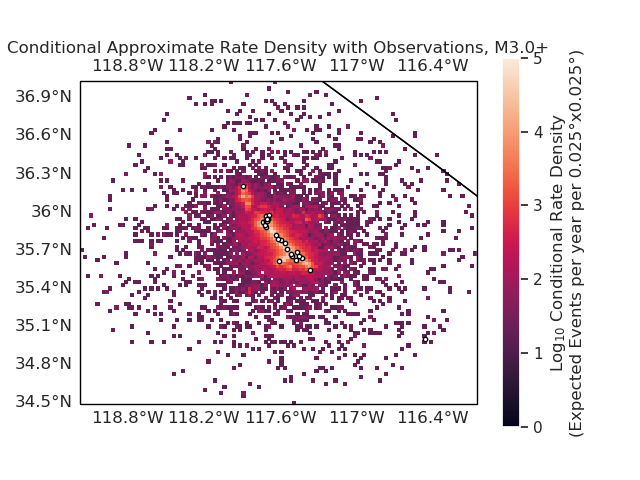 Conditional Approximate Rate Density with Observations, M3.0+
118.8°W 118.2°W 117.6°W 117°W 116.4°W
36.9°N
36.6°N
36.3°N
36°N
35.7°N
35.4°N
35.1°N
34.8°N
34.5°N
118.8°W 118.2°W 117.6°W 117°W 116.4°W
5
4
3
2
1
0
Log₁₀ Conditional Rate Density
(Expected Events per year per 0.025°x0.025°)